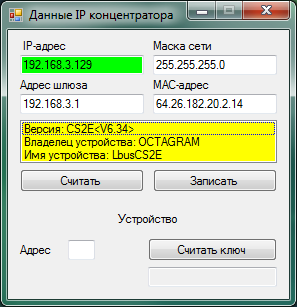 Данные IP концентратора
IP-адрес
Маска сети
192.168.3.129
255.255.255.0
Адрес шлюза
MAC-адрес
192.168.3.1
64.26.182.20.2.14
Версия: CS2E<V6.34>
Владелец устройства: OCTAGRAM
Имя устройства: LbusCS2E
Считать
Записать
Устройство
Адрес
Считать ключ